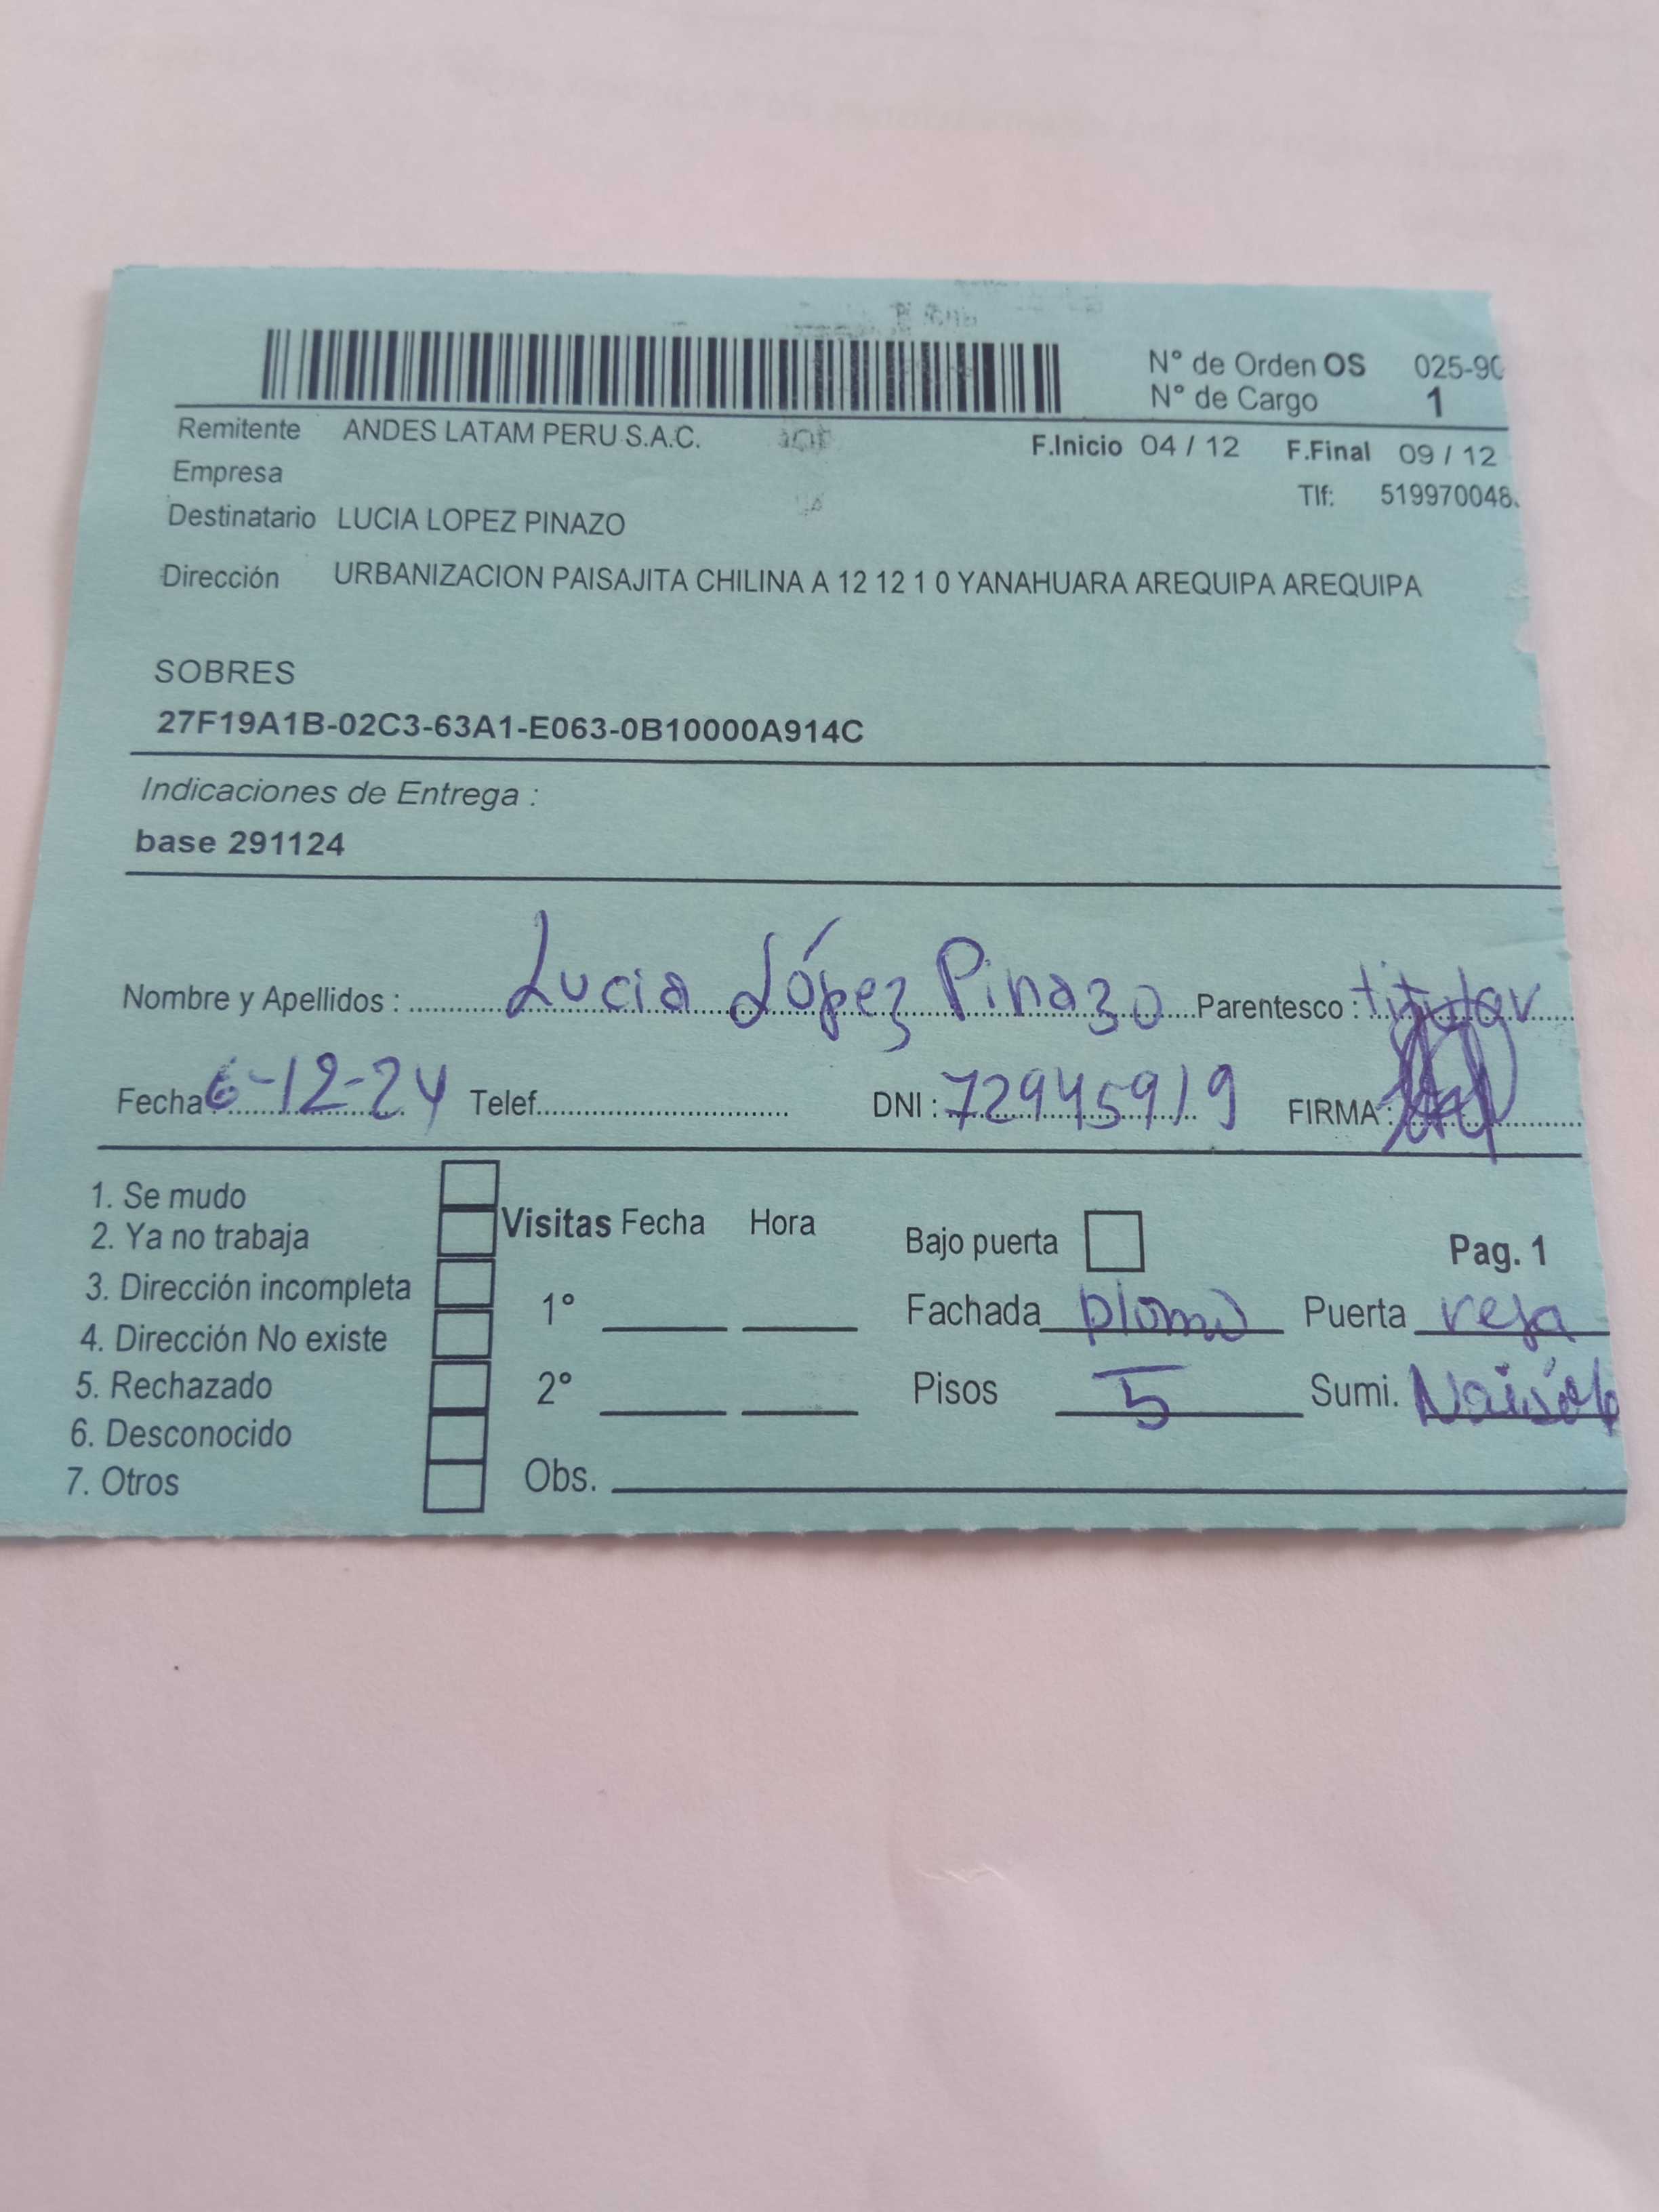 N° de Orden OS 025-90
N° de Cargo 1
Remitente ANDES LATAM PERU S.A.C.
F.Inicio 04 / 12 F.Final 09 / 12
Empresa
Tlf: 519970048
Destinatario LUCIA LOPEZ PINAZO
Dirección URBANIZACION PAISAJITA CHILINA A 12 12 1 0 YANAHUARA AREQUIPA AREQUIPA
SOBRES
27F19A1B-02C3-63A1-E063-0B10000A914C
Indicaciones de Entrega :
base 291124
Nombre y Apellidos : Lucia López Pinazo Parentesco : titular
Fecha 6-12-24 Telef. DNI : 72945919 FIRMA :
1. Se mudo
2. Ya no trabaja
3. Dirección incompleta
4. Dirección No existe
5. Rechazado
6. Desconocido
7. Otros
Visitas Fecha Hora
1°
2°
Obs.
Bajo puerta
Pag. 1
Fachada plomo Puerta reja
Pisos 5 Sumi.